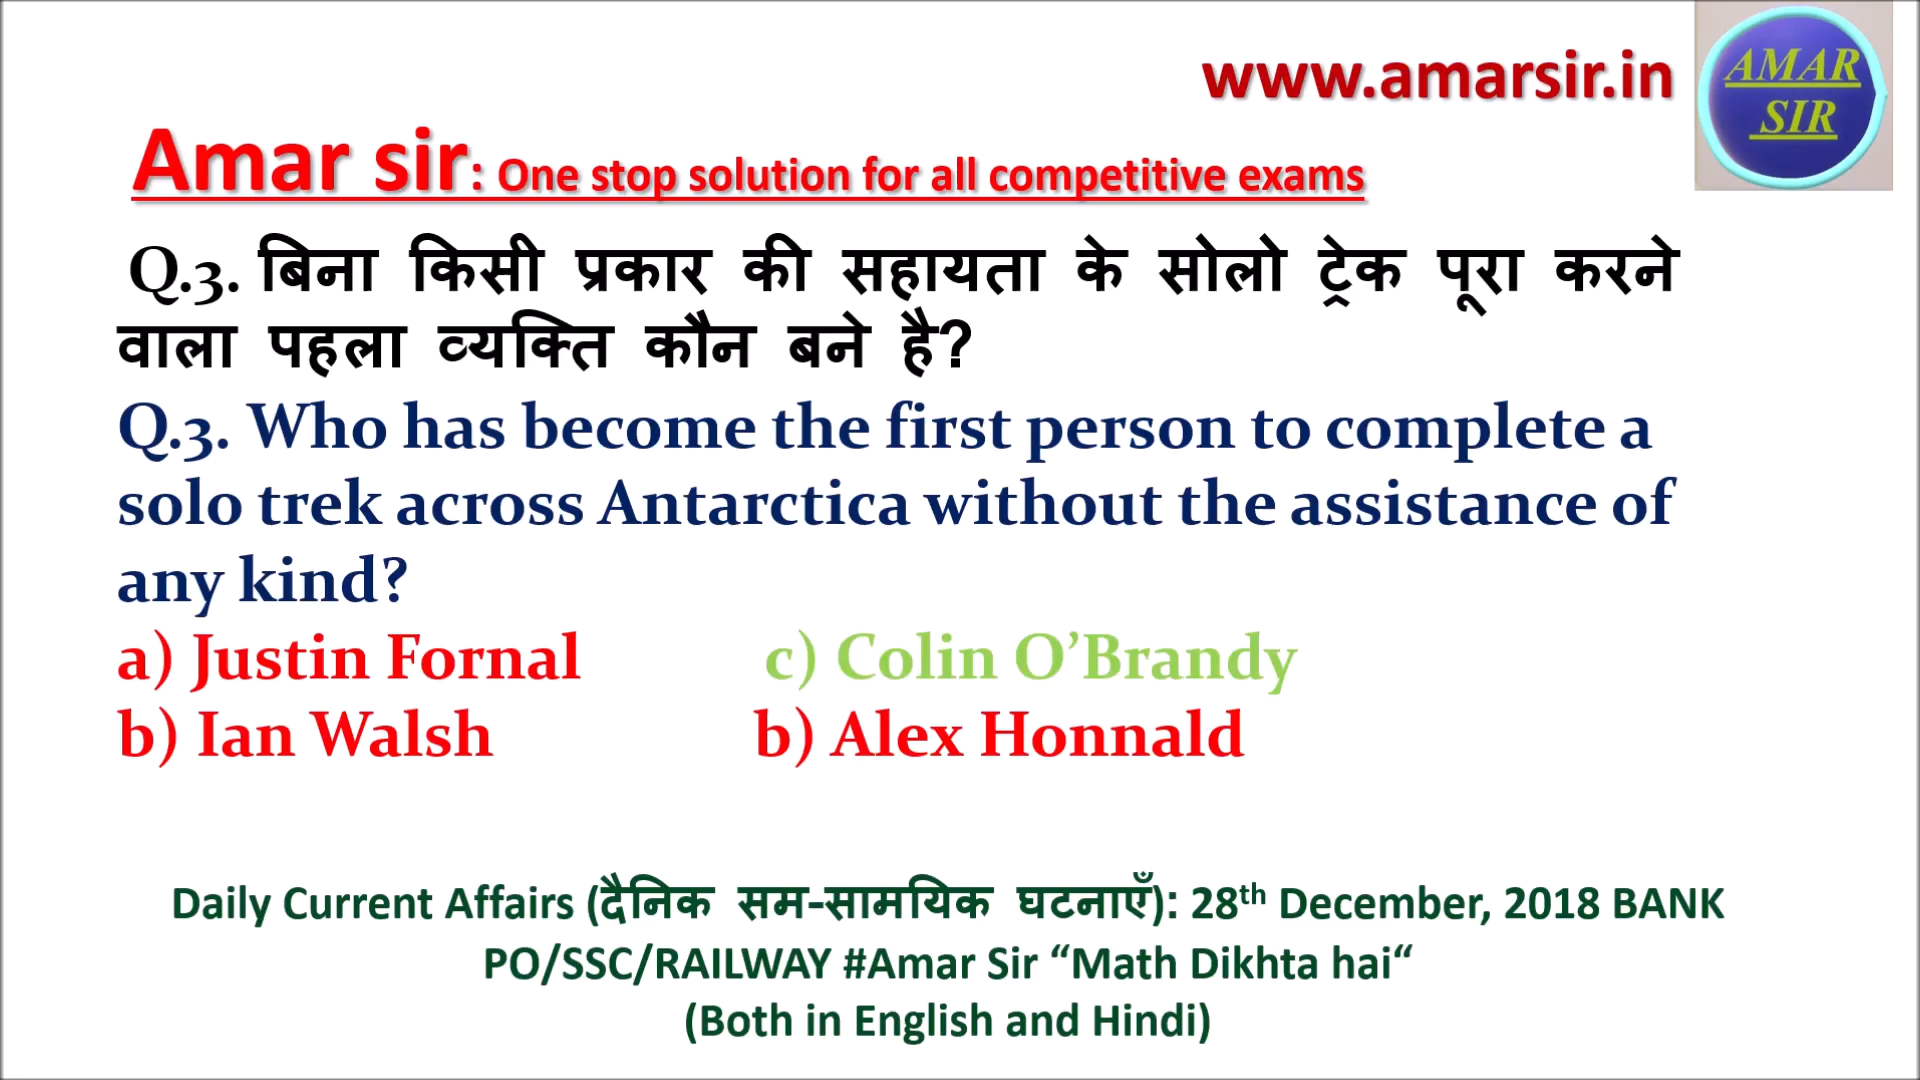 www.amarsir.in
AMAR
SIR
Amar sir: One stop solution for all competitive exams
Q.3. बिना किसी प्रकार की सहायता के सोलो ट्रेक पूरा करने
वाला पहला व्यक्ति कौन बने है?
Q.3. Who has become the first person to complete a
solo trek across Antarctica without the assistance of
any kind?
a) Justin Fornal c) Colin O’Brandy
b) Ian Walsh b) Alex Honnald
Daily Current Affairs (दैनिक सम-सामयिक घटनाएँ): 28th December, 2018 BANK
PO/SSC/RAILWAY #Amar Sir “Math Dikhta hai“
(Both in English and Hindi)